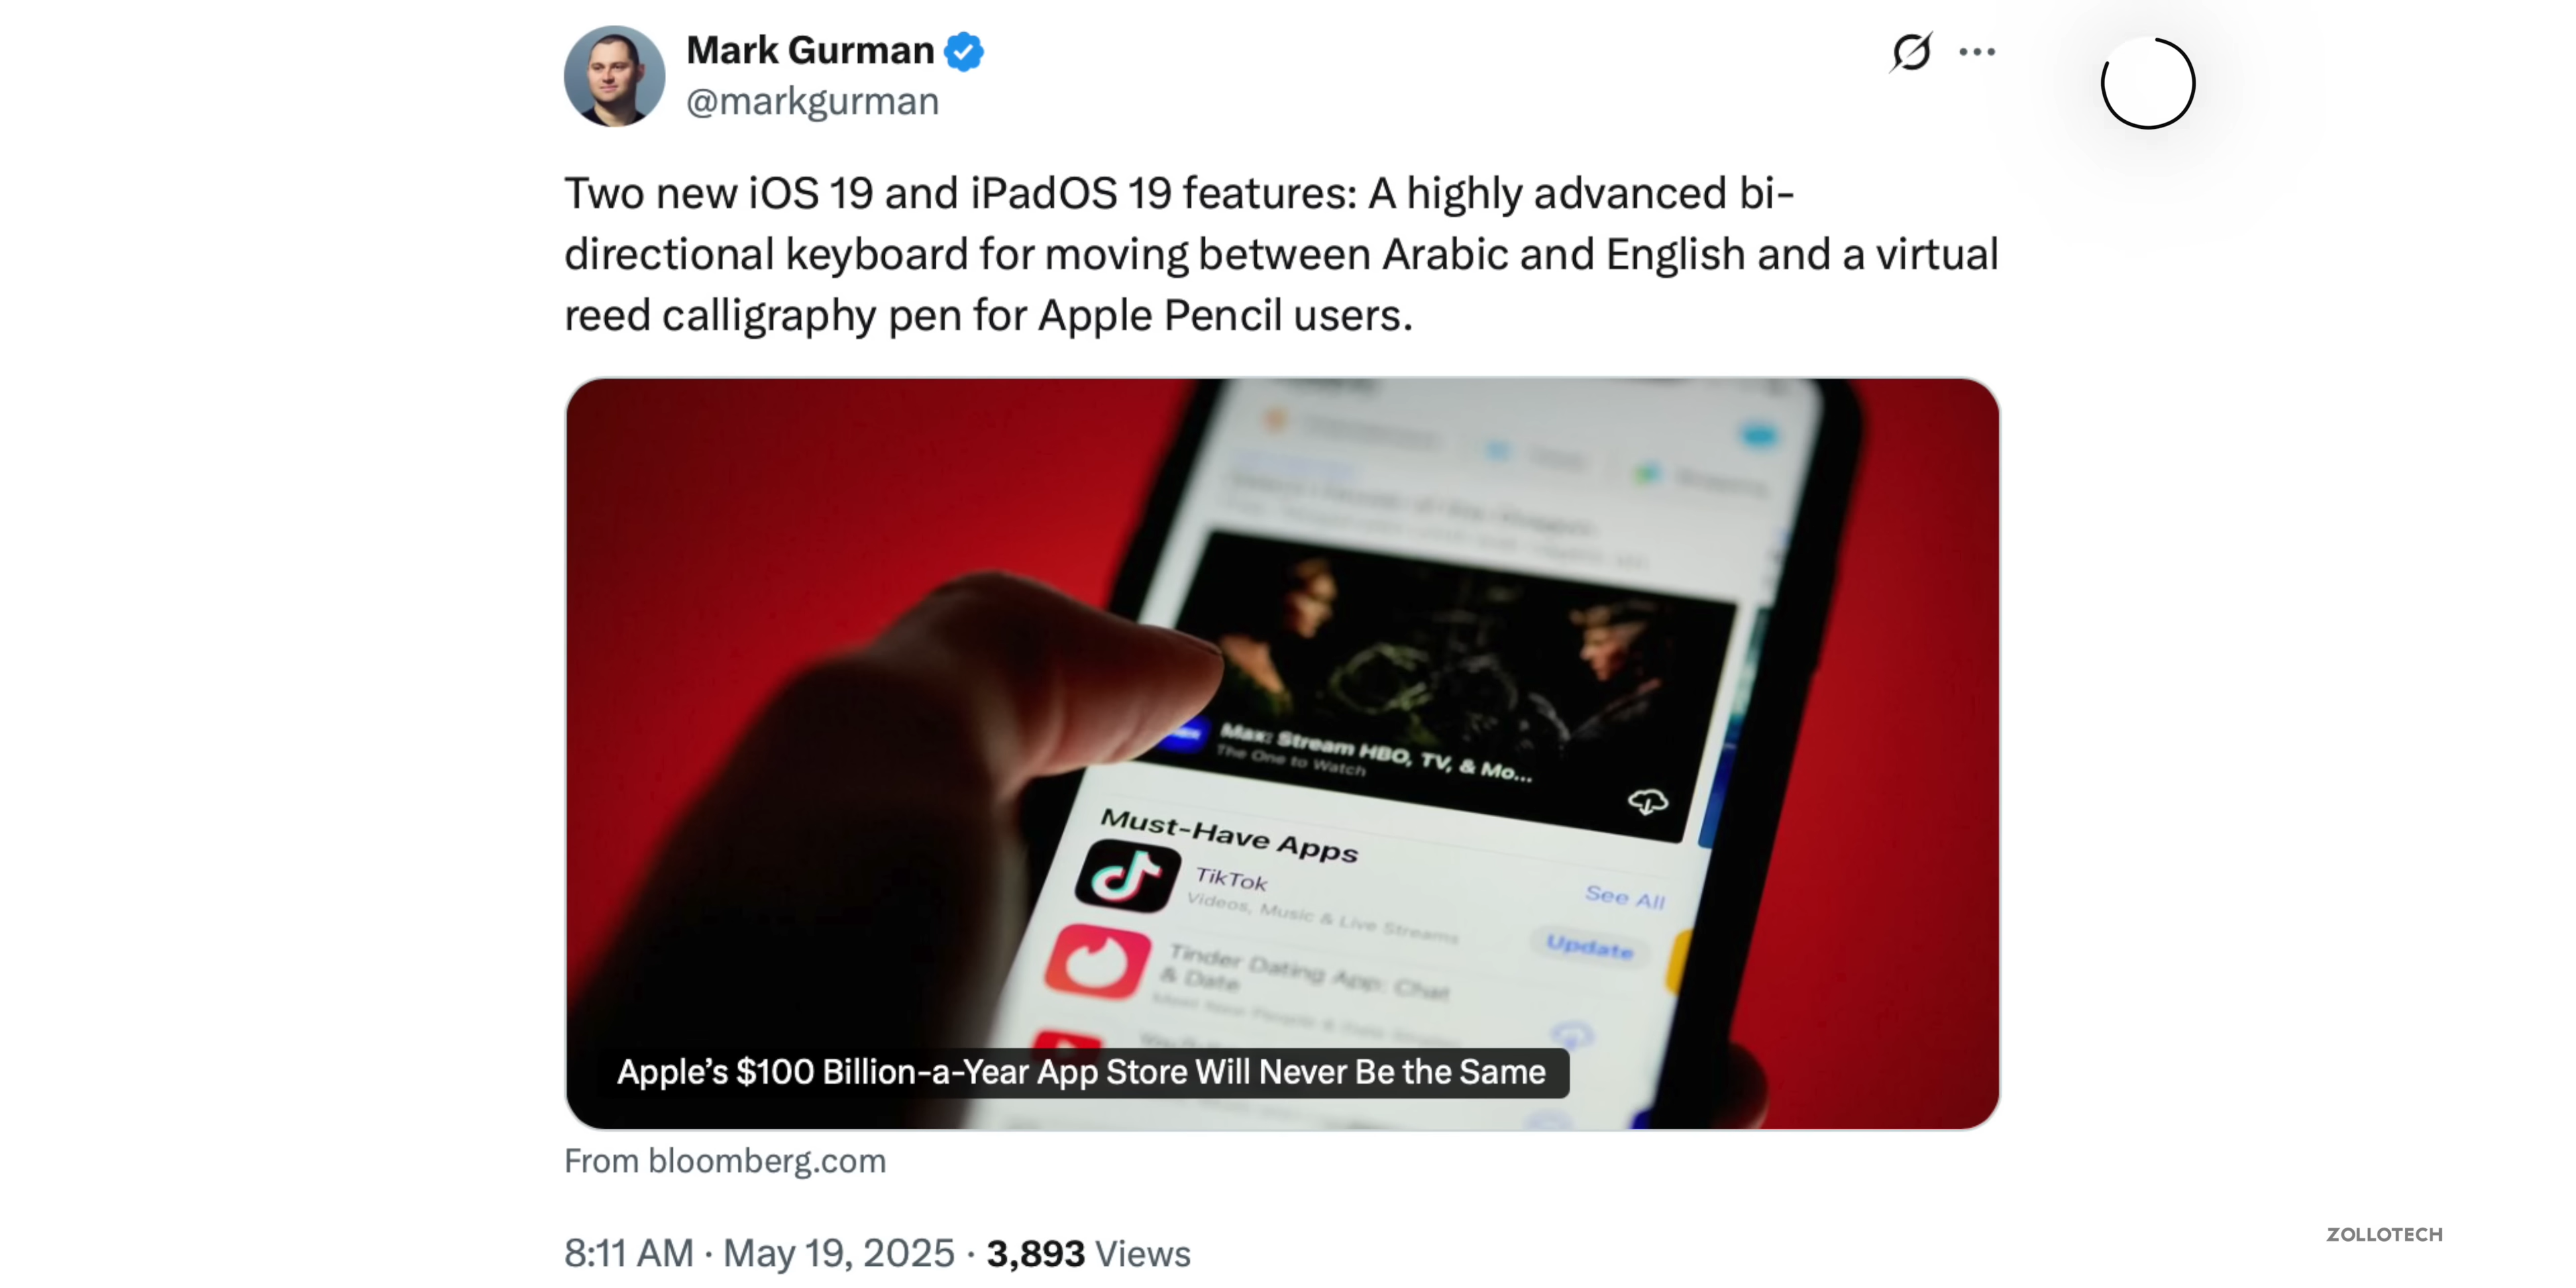 Mark Gurman
@markgurman
Two new iOS 19 and iPadOS 19 features: A highly advanced bi-
directional keyboard for moving between Arabic and English and a virtual
reed calligraphy pen for Apple Pencil users.
Max: Stream HBO, TV, & Mo...
The One to Watch
Must-Have Apps
See All
TikTok
Videos, Music & Live Streams
Update
Tinder Dating App: Chat
& Date
Apple’s $100 Billion-a-Year App Store Will Never Be the Same
From bloomberg.com
8:11 AM · May 19, 2025 · 3,893 Views
ZOLLOTECH